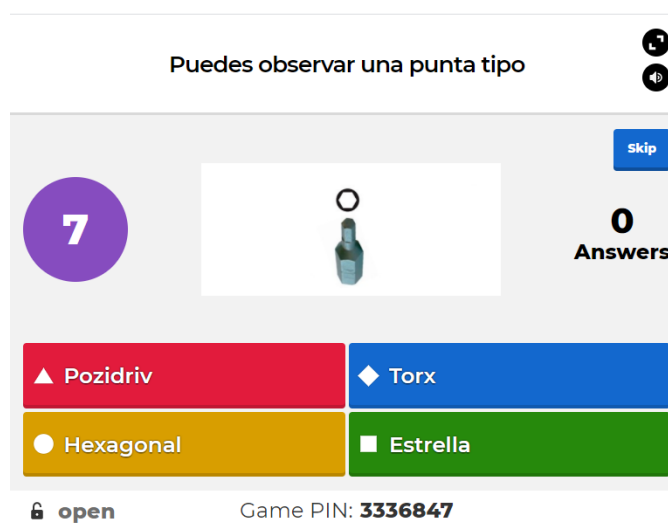 Puedes observar una punta tipo
Skip
7
0
Answers
Pozidriv
Torx
Hexagonal
Estrella
open
Game PIN: 3336847